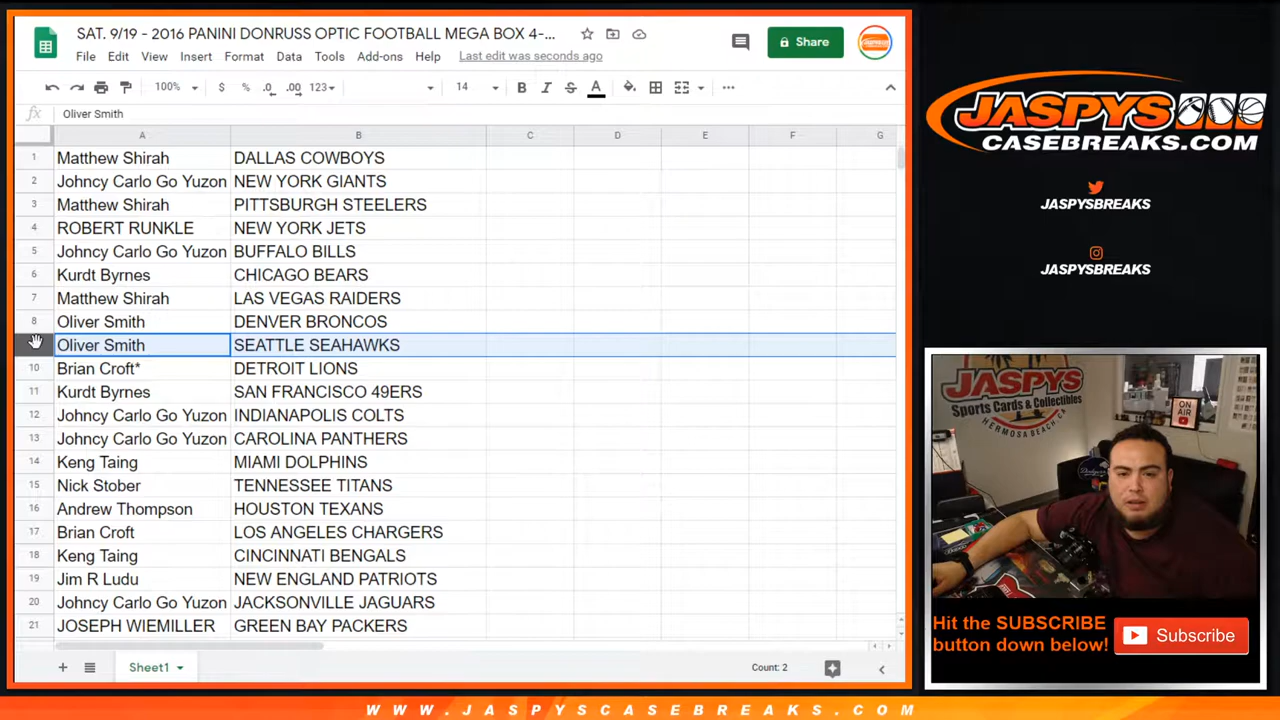 SAT. 9/19 - 2016 PANINI DONRUSS OPTIC FOOTBALL MEGA BOX 4-...
File Edit View Insert Format Data Tools Add-ons Help Last edit was seconds ago
Share
100% $ % .0 .00 123 14 B I S A
fx Oliver Smith
A B C D E F G
1 Matthew Shirah DALLAS COWBOYS
2 Johncy Carlo Go Yuzon NEW YORK GIANTS
3 Matthew Shirah PITTSBURGH STEELERS
4 ROBERT RUNKLE NEW YORK JETS
5 Johncy Carlo Go Yuzon BUFFALO BILLS
6 Kurdt Byrnes CHICAGO BEARS
7 Matthew Shirah LAS VEGAS RAIDERS
8 Oliver Smith DENVER BRONCOS
Oliver Smith SEATTLE SEAHAWKS
10 Brian Croft* DETROIT LIONS
11 Kurdt Byrnes SAN FRANCISCO 49ERS
12 Johncy Carlo Go Yuzon INDIANAPOLIS COLTS
13 Johncy Carlo Go Yuzon CAROLINA PANTHERS
14 Keng Taing MIAMI DOLPHINS
15 Nick Stober TENNESSEE TITANS
16 Andrew Thompson HOUSTON TEXANS
17 Brian Croft LOS ANGELES CHARGERS
18 Keng Taing CINCINNATI BENGALS
19 Jim R Ludu NEW ENGLAND PATRIOTS
20 Johncy Carlo Go Yuzon JACKSONVILLE JAGUARS
21 JOSEPH WIEMILLER GREEN BAY PACKERS
Sheet1
Count: 2
JASPYS
CASEBREAKS.COM
JASPYSBREAKS
JASPYSBREAKS
JASPYS
Sports Cards & Collectibles
HERMOSA BEACH, CA
ON AIR
Dodgers
Hit the SUBSCRIBE
button down below!
Subscribe
WWW.JASPYSCASEBREAKS.COM